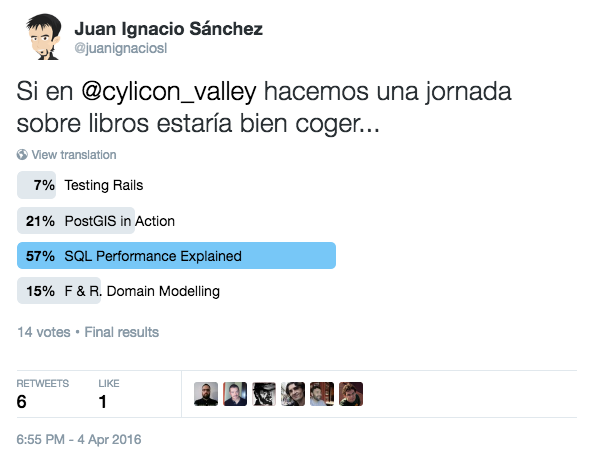 Juan Ignacio Sánchez
@juanignaciosl
Si en @cylicon_valley hacemos una jornada
sobre libros estaría bien coger...
View translation
7% Testing Rails
21% PostGIS in Action
57% SQL Performance Explained
15% F & R. Domain Modelling
14 votes • Final results
RETWEETS LIKE
6 1
6:55 PM - 4 Apr 2016